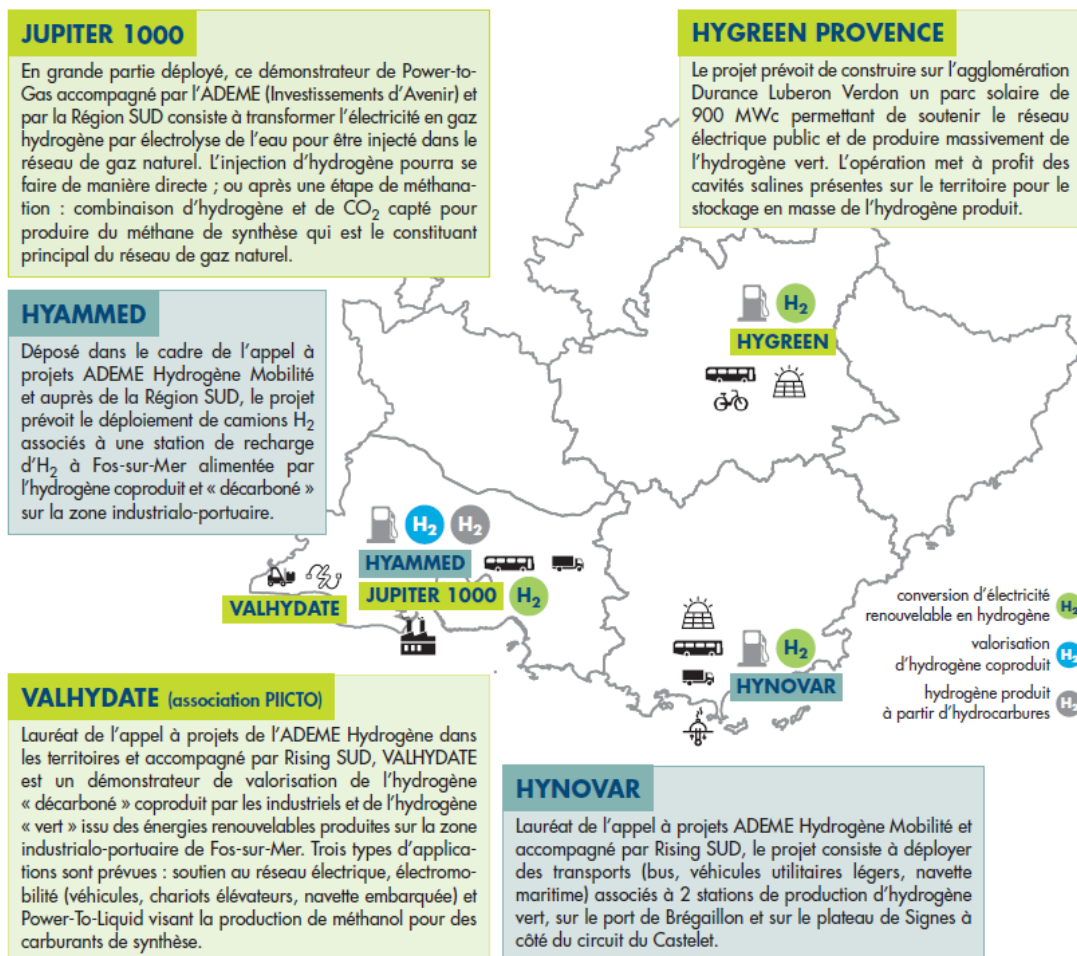 JUPITER 1000
En grande partie déployé, ce démonstrateur de Power-to-
Gas accompagné par l'ADEME (Investissements d'Avenir) et
par la Région SUD consiste à transformer l'électricité en gaz
hydrogène par électrolyse de l'eau pour être injecté dans le
réseau de gaz naturel. L'injection d'hydrogène pourra se
faire de manière directe ; ou après une étape de méthana-
tion : combinaison d'hydrogène et de CO₂ capté pour
produire du méthane de synthèse qui est le constituant
principal du réseau de gaz naturel.
HYGREEN PROVENCE
Le projet prévoit de construire sur l'agglomération
Durance Luberon Verdon un parc solaire de
900 MWc permettant de soutenir le réseau
électrique public et de produire massivement de
l'hydrogène vert. L'opération met à profit des
cavités salines présentes sur le territoire pour le
stockage en masse de l'hydrogène produit.
HYAMMED
Déposé dans le cadre de l'appel à
projets ADEME Hydrogène Mobilité
et auprès de la Région SUD, le projet
prévoit le déploiement de camions H₂
associés à une station de recharge
d'H₂ à Fos-sur-Mer alimentée par
l'hydrogène coproduit et « décarboné »
sur la zone industrialo-portuaire.
H₂
HYGREEN
H₂ H₂
HYAMMED
JUPITER 1000 H₂
VALHYDATE
H₂
HYNOVAR
conversion d'électricité
renouvelable en hydrogène H₂
valorisation
d'hydrogène coproduit H₂
hydrogène produit
à partir d'hydrocarbures H₂
VALHYDATE (association PIICTO)
Lauréat de l'appel à projets de l'ADEME Hydrogène dans
les territoires et accompagné par Rising SUD, VALHYDATE
est un démonstrateur de valorisation de l'hydrogène
« décarboné » coproduit par les industriels et de l'hydrogène
« vert » issu des énergies renouvelables produites sur la zone
industrialo-portuaire de Fos-sur-Mer. Trois types d'applica-
tions sont prévues : soutien au réseau électrique, électromo-
bilité (véhicules, chariots élévateurs, navette embarquée) et
Power-To-Liquid visant la production de méthanol pour des
carburants de synthèse.
HYNOVAR
Lauréat de l'appel à projets ADEME Hydrogène Mobilité et
accompagné par Rising SUD, le projet consiste à déployer
des transports (bus, véhicules utilitaires légers, navette
maritime) associés à 2 stations de production d'hydrogène
vert, sur le port de Brégaillon et sur le plateau de Signes à
côté du circuit du Castelet.